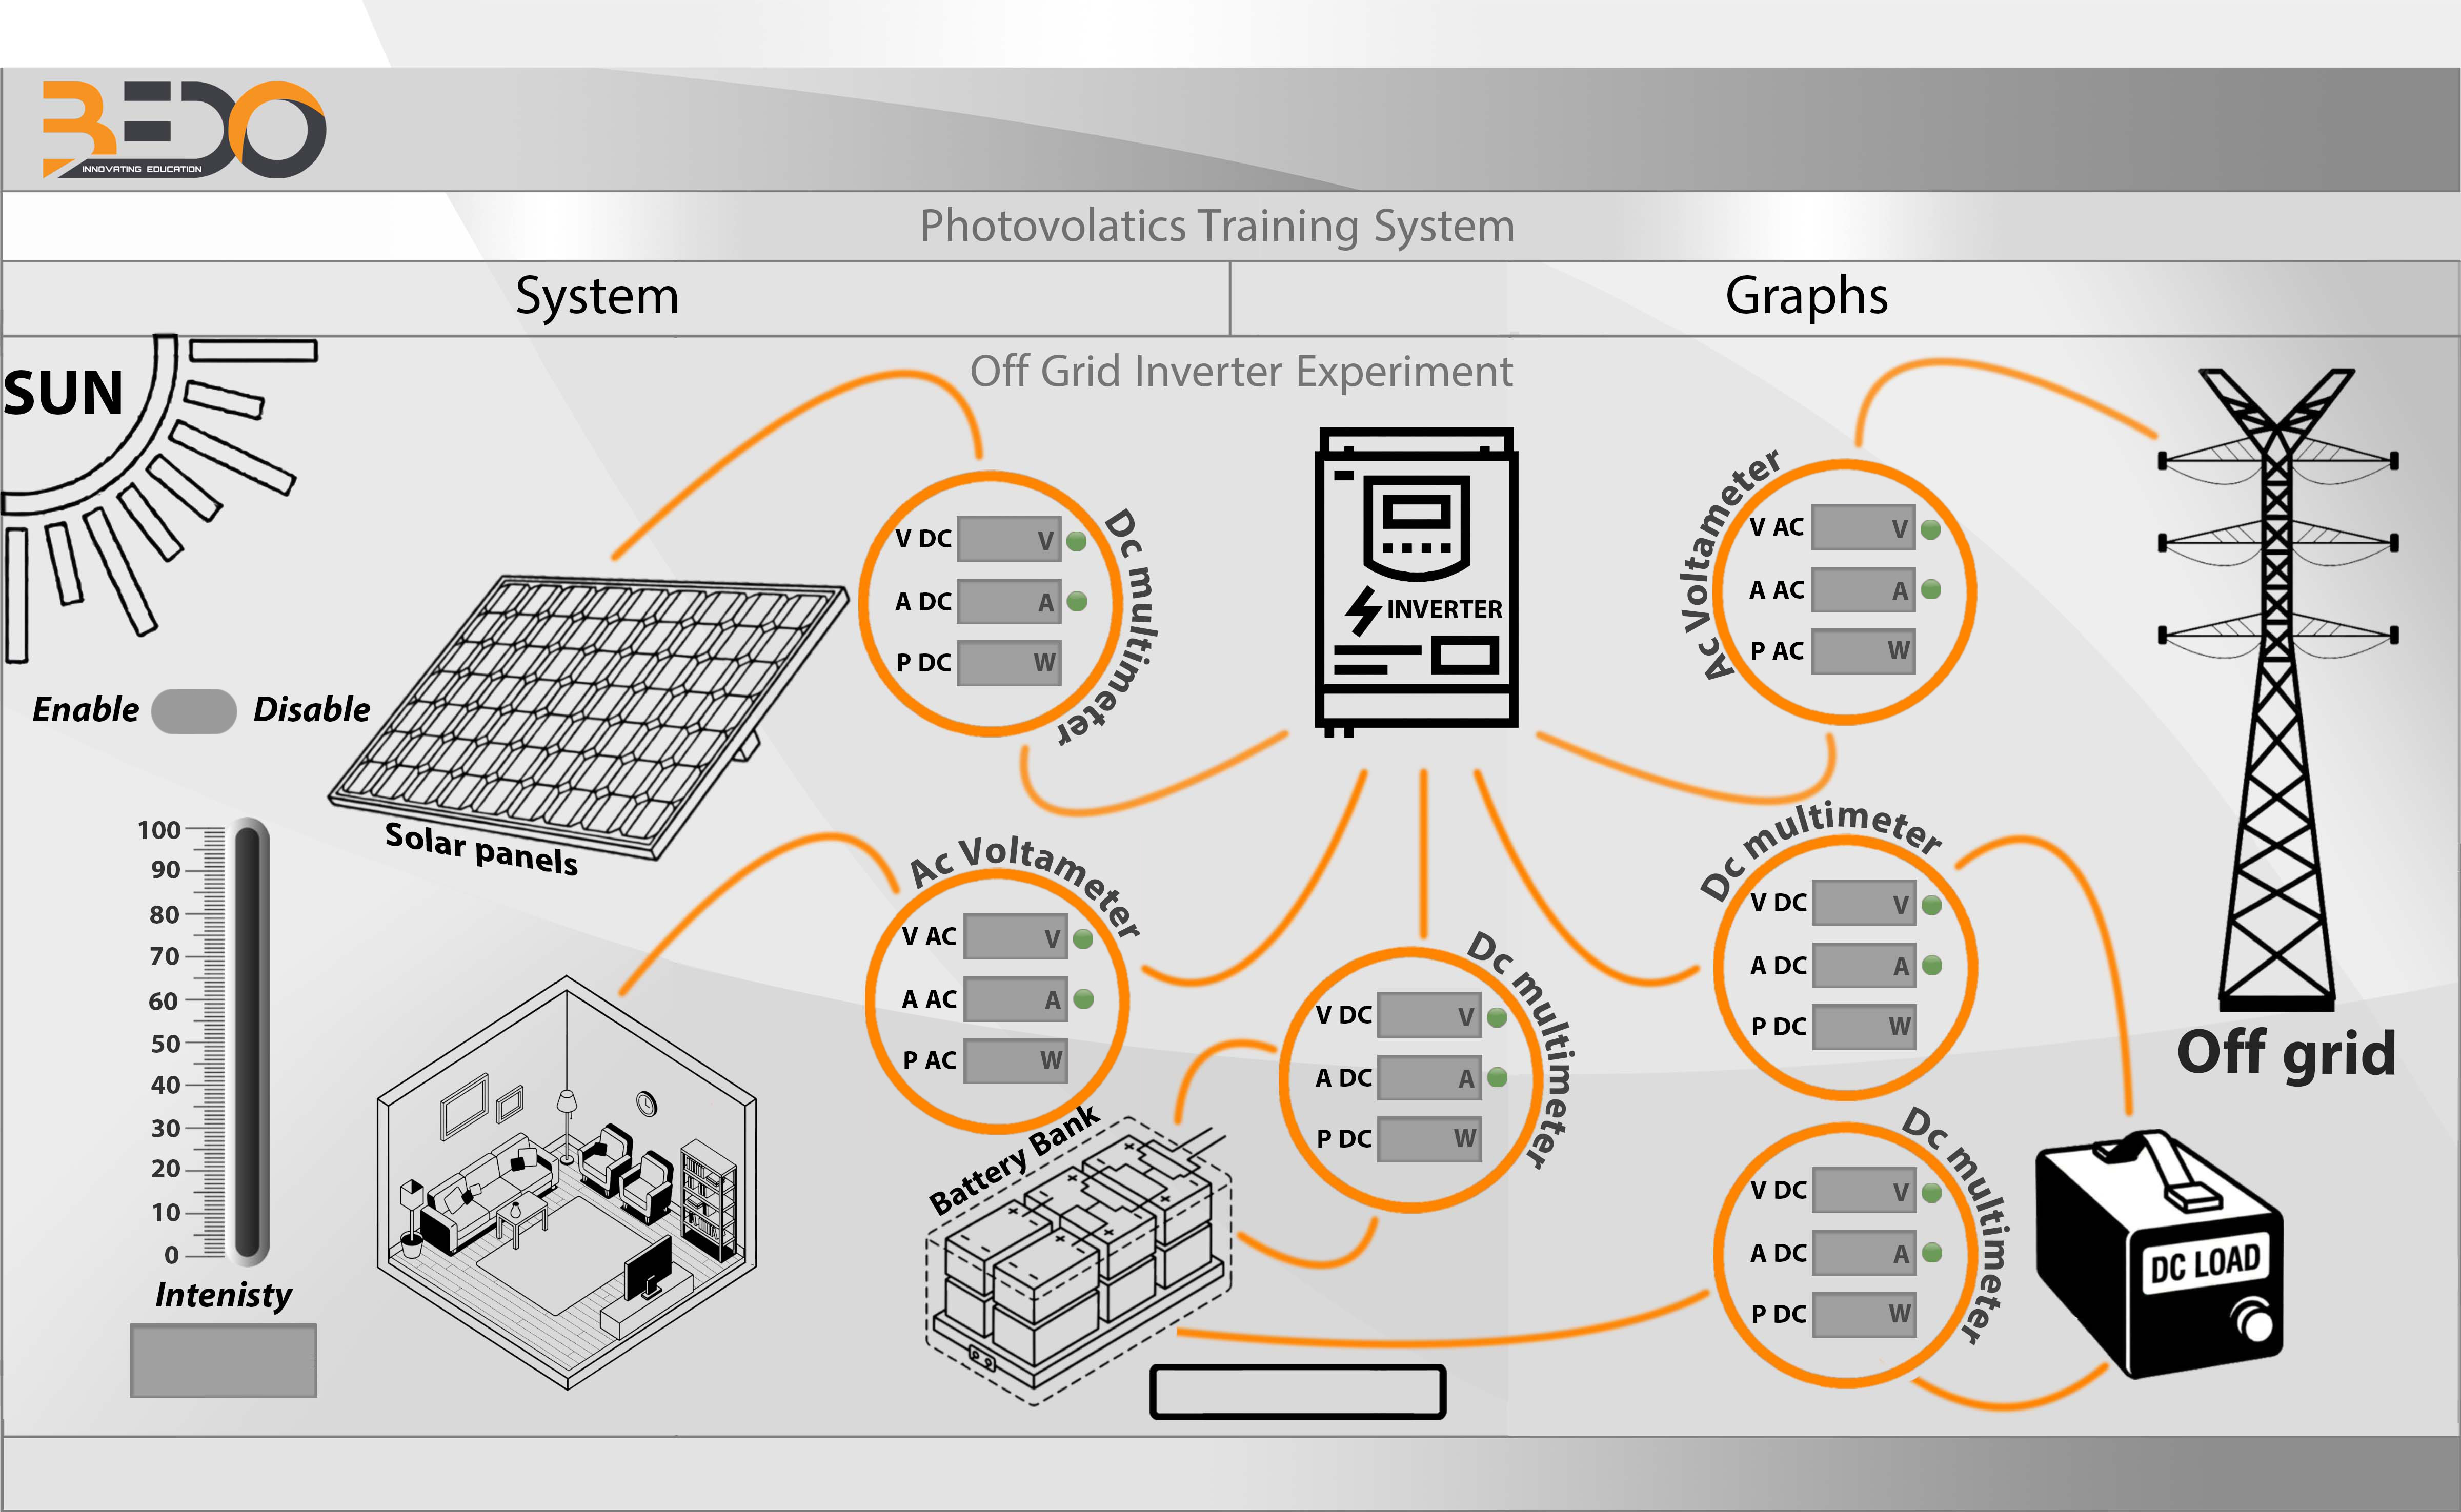 BEDO
INNOVATING EDUCATION
Photovolatics Training System
System
Graphs
Off Grid Inverter Experiment
SUN
Enable
Disable
Solar panels
100
90
80
70
60
50
40
30
20
10
0
Intenisty
V DC V
A DC A
P DC W
Dc multimeter
INVERTER
Ac Voltameter
V AC V
A AC A
P AC W
Off grid
Ac Voltameter
V AC V
A AC A
P AC W
Battery Bank
Dc multimeter
V DC V
A DC A
P DC W
Dc multimeter
V DC V
A DC A
P DC W
Dc multimeter
V DC V
A DC A
P DC W
DC LOAD